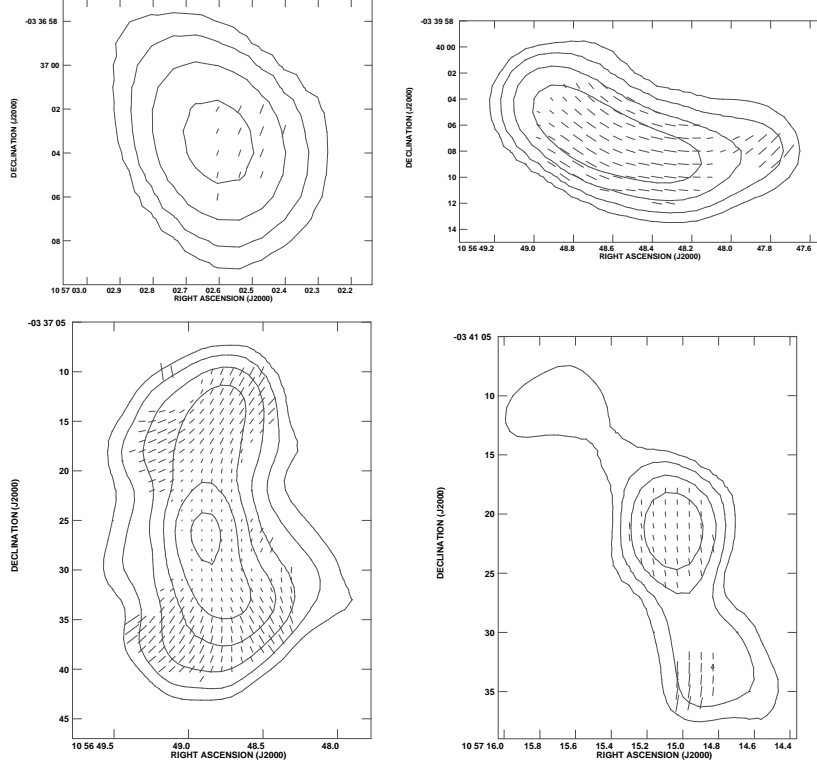 -03 36 58
37 00
02
04
06
08
DECLINATION (J2000)
10 57 03.0 02.9 02.8 02.7 02.6 02.5 02.4 02.3 02.2
RIGHT ASCENSION (J2000)
-03 39 58
40 00
02
04
06
08
10
12
14
DECLINATION (J2000)
10 56 49.2 49.0 48.8 48.6 48.4 48.2 48.0 47.8 47.6
RIGHT ASCENSION (J2000)
-03 37 05
10
15
20
25
30
35
40
45
DECLINATION (J2000)
10 56 49.5 49.0 48.5 48.0
RIGHT ASCENSION (J2000)
-03 41 05
10
15
20
25
30
35
DECLINATION (J2000)
10 57 16.0 15.8 15.6 15.4 15.2 15.0 14.8 14.6 14.4
RIGHT ASCENSION (J2000)